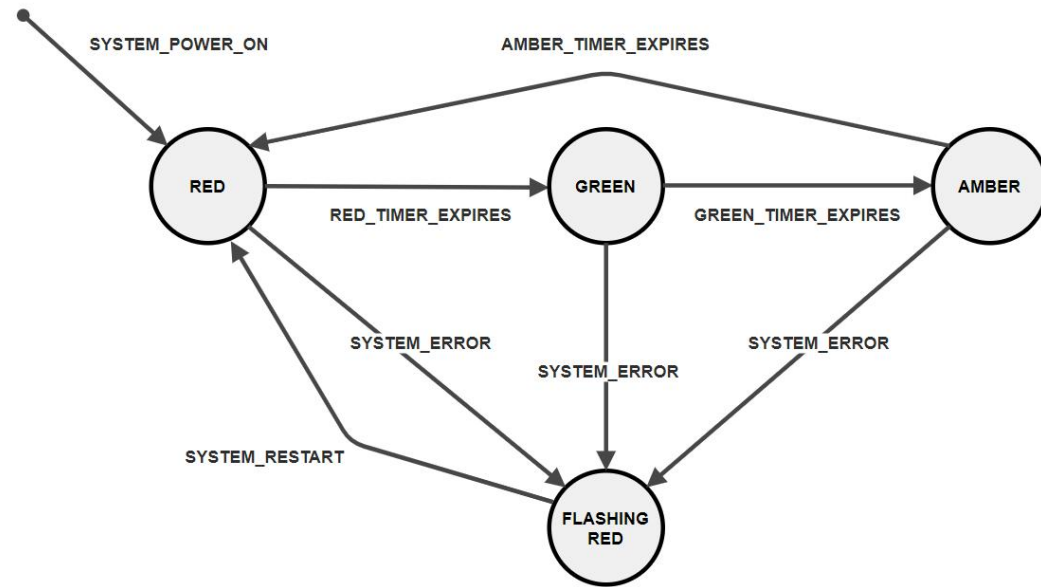 SYSTEM_POWER_ON
AMBER_TIMER_EXPIRES
RED
GREEN
AMBER
RED_TIMER_EXPIRES
GREEN_TIMER_EXPIRES
SYSTEM_ERROR
SYSTEM_ERROR
SYSTEM_ERROR
SYSTEM_RESTART
FLASHING
RED